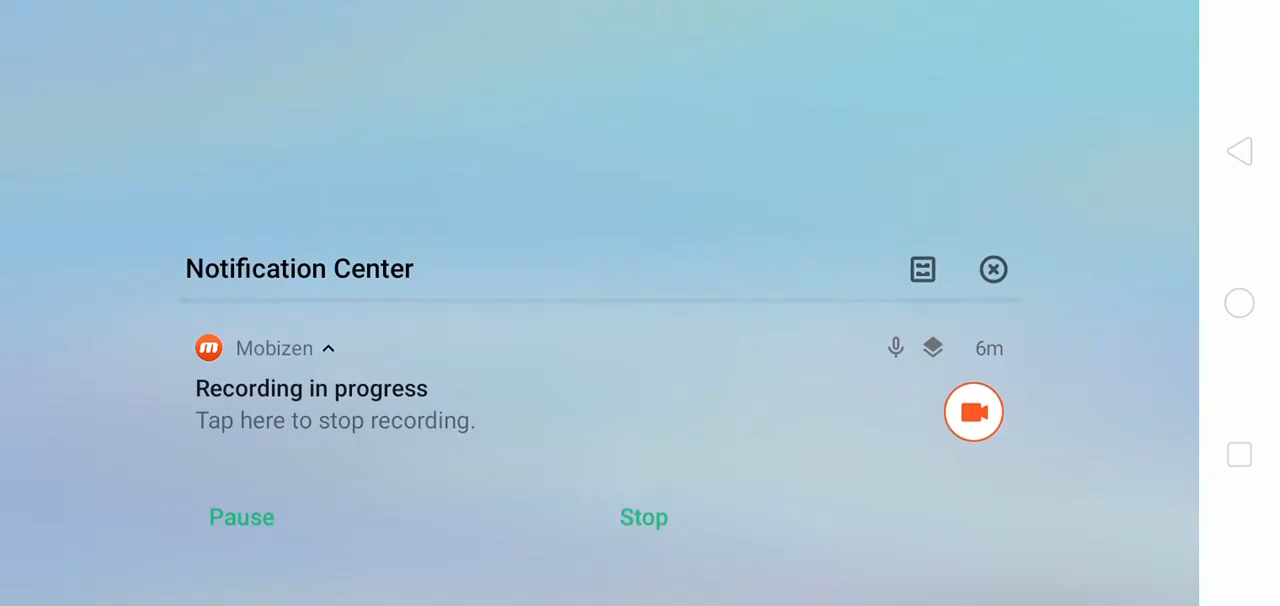 Notification Center
Mobizen 6m
Recording in progress
Tap here to stop recording.
Pause Stop